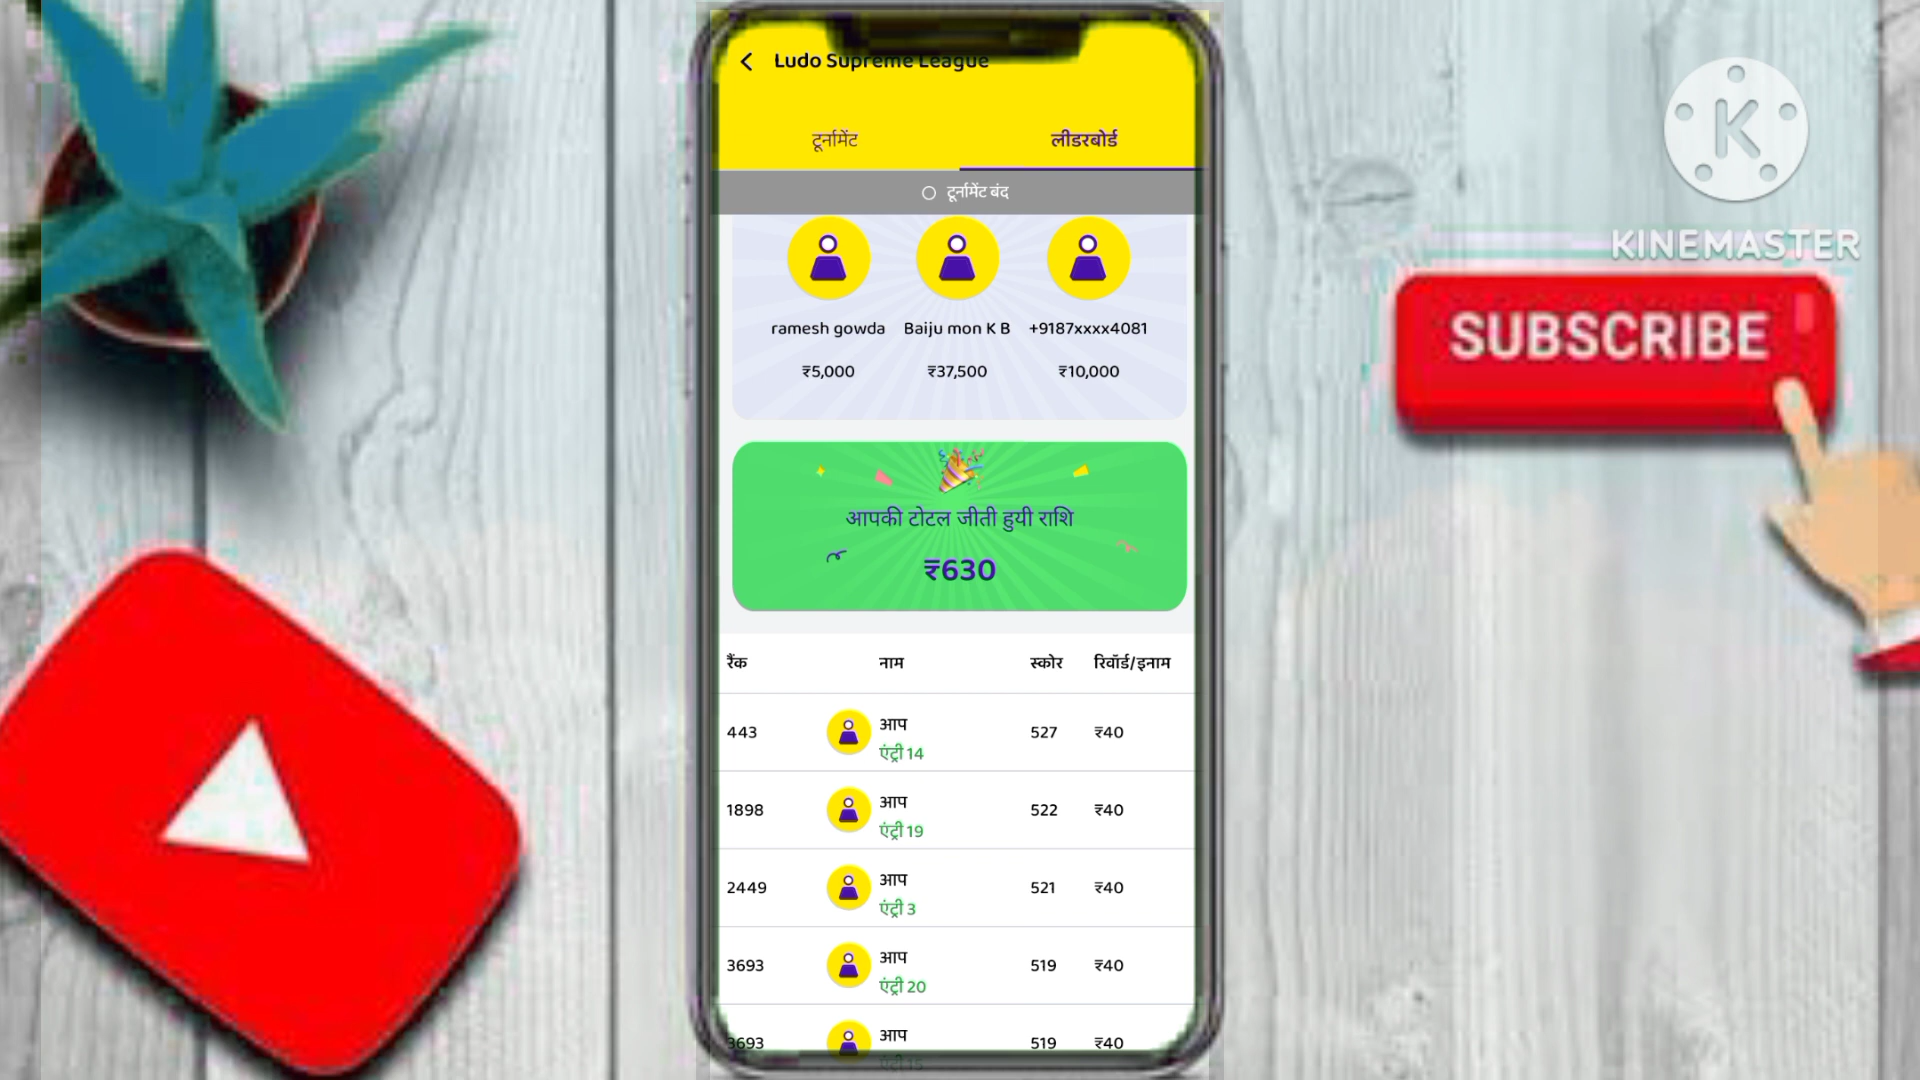 Ludo Supreme League
टूर्नामेंट
लीडरबोर्ड
टूर्नामेंट बंद
ramesh gowda
Baiju mon K B
+9187xxxx4081
₹5,000
₹37,500
₹10,000
आपकी टोटल जीती हुयी राशि
₹630
रैंक नाम स्कोर रिवॉर्ड/इनाम
443 आप 527 ₹40
एंट्री 14
1898 आप 522 ₹40
एंट्री 19
2449 आप 521 ₹40
एंट्री 3
3693 आप 519 ₹40
एंट्री 20
3693 आप 519 ₹40
एंट्री 15
K
KINEMASTER
SUBSCRIBE